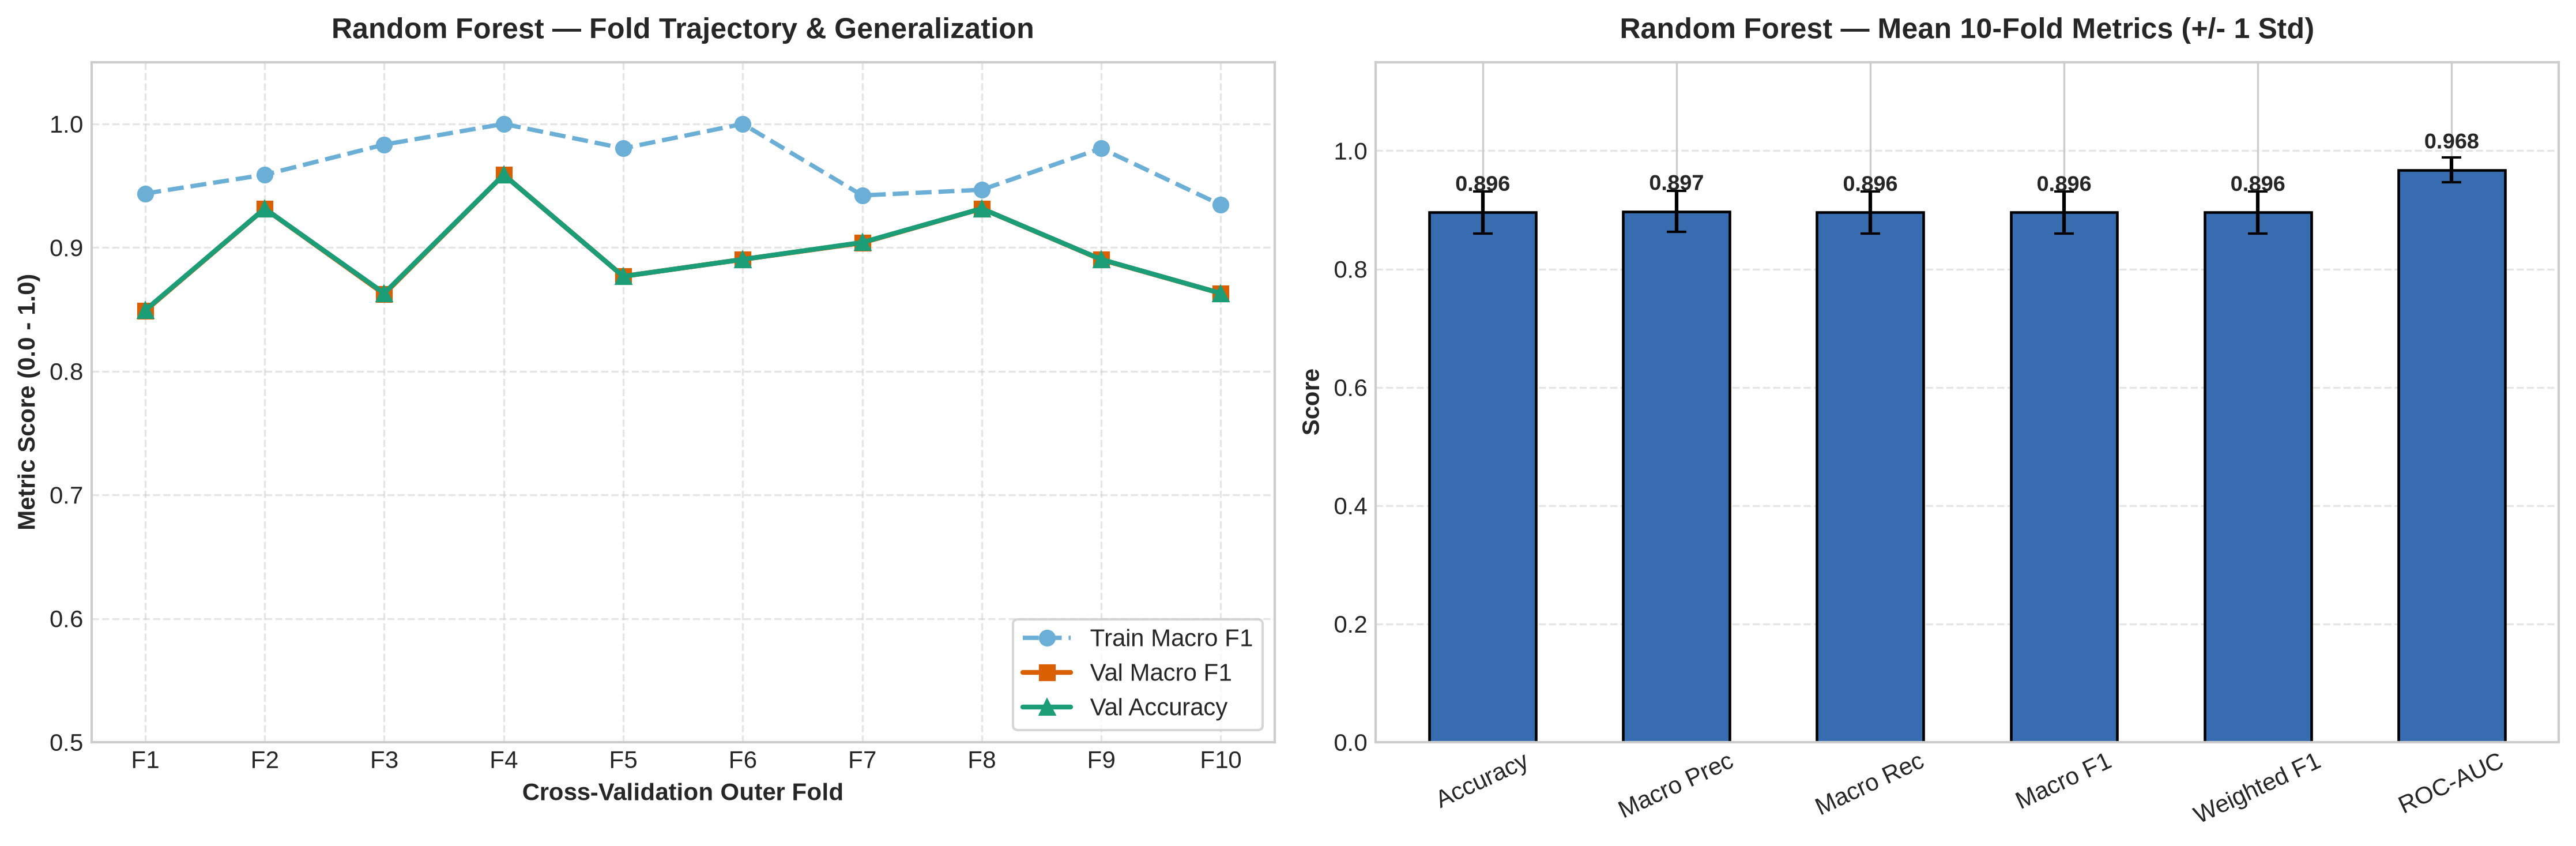 Random Forest — Fold Trajectory & Generalization
Metric Score (0.0 - 1.0)
1.0
0.9
0.8
0.7
0.6
0.5
Train Macro F1
Val Macro F1
Val Accuracy
F1 F2 F3 F4 F5 F6 F7 F8 F9 F10
Cross-Validation Outer Fold
Random Forest — Mean 10-Fold Metrics (+/- 1 Std)
Score
1.0
0.8
0.6
0.4
0.2
0.0
0.896 0.897 0.896 0.896 0.896 0.968
Accuracy Macro Prec Macro Rec Macro F1 Weighted F1 ROC-AUC